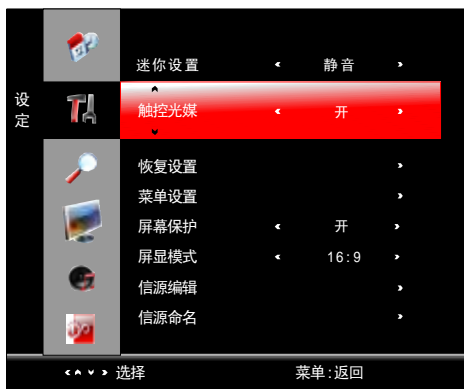 设定
迷你设置 静音
触控光媒 开
恢复设置
菜单设置
屏幕保护 开
屏显模式 16:9
信源编辑
信源命名
选择 菜单:返回